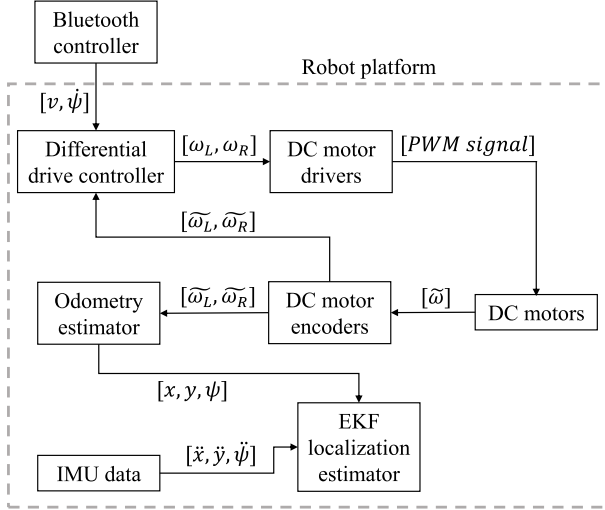 Bluetooth
controller
Robot platform
[v, ψ̇]
Differential
drive controller
[ω_L, ω_R]
DC motor
drivers
[PWM signal]
[ω̃_L, ω̃_R]
Odometry
estimator
[ω̃_L, ω̃_R]
DC motor
encoders
[ω̃]
DC motors
[x, y, ψ]
EKF
localization
estimator
IMU data
[ẍ, ÿ, ψ̈]